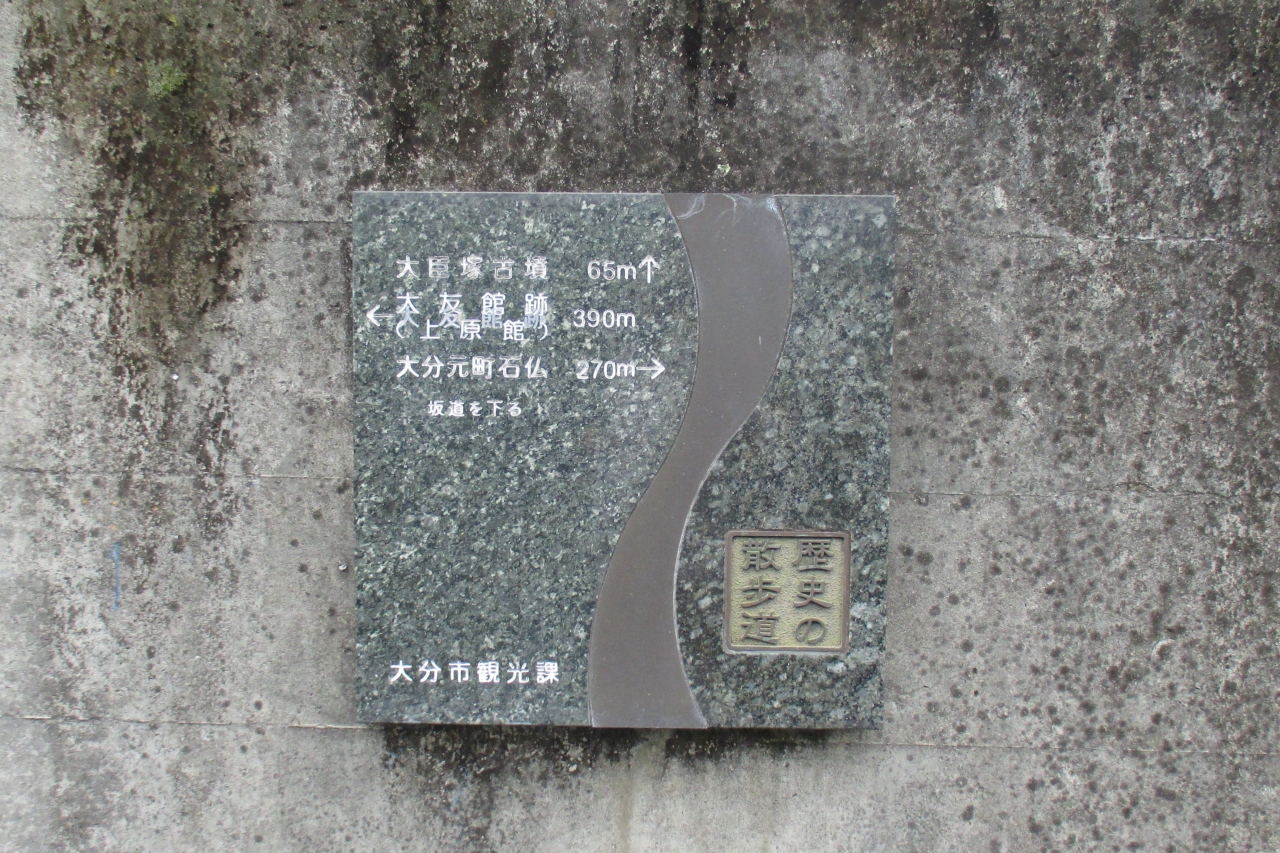 大臣塚古墳 65m↑
←大友館跡 390m
(上原館)
大分元町石仏 270m→
坂道を下る
大分市観光課
歴史の
散歩道